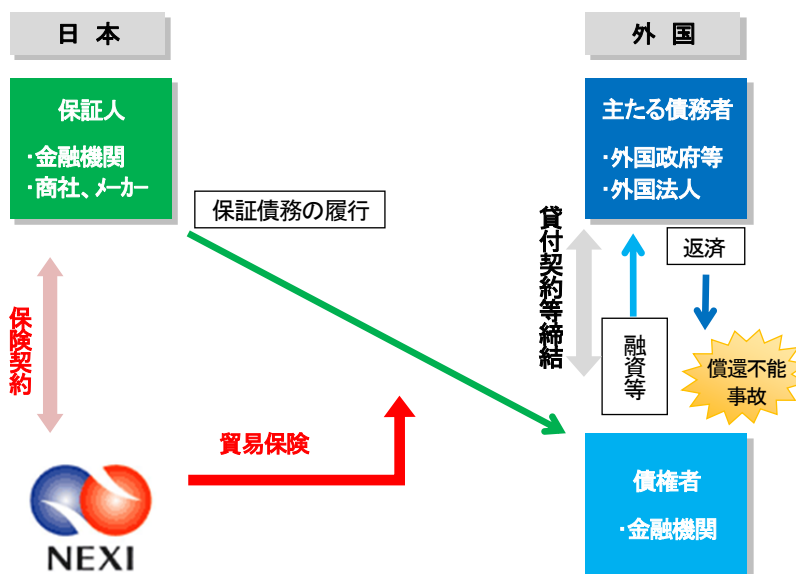 日 本
外 国
保証人
・金融機関
・商社、メーカー
主たる債務者
・外国政府等
・外国法人
保証債務の履行
貸付契約等締結
返済
融資等
償還不能
事故
保険契約
貿易保険
債権者
・金融機関
NEXI